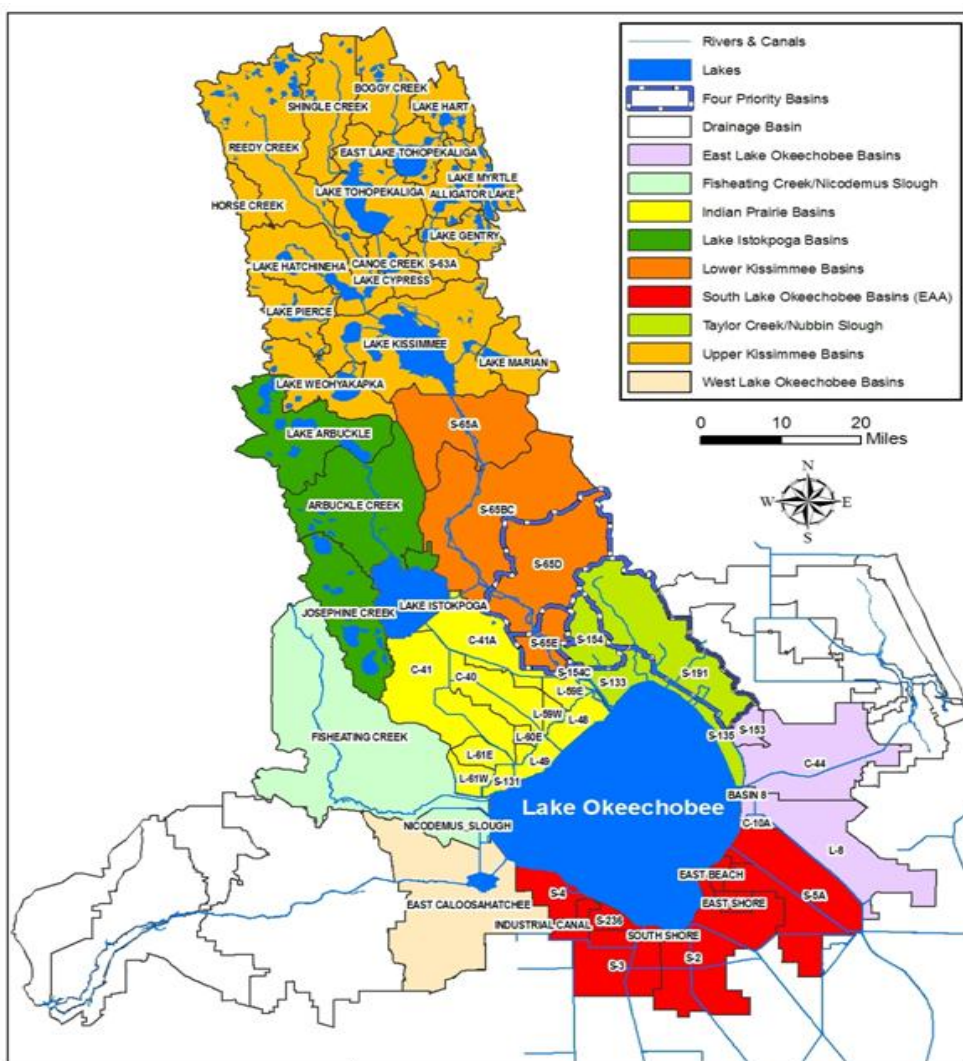 Rivers & Canals
Lakes
Four Priority Basins
Drainage Basin
East Lake Okeechobee Basins
Fisheating Creek/Nicodemus Slough
Indian Prairie Basins
Lake Istokpoga Basins
Lower Kissimmee Basins
South Lake Okeechobee Basins (EAA)
Taylor Creek/Nubbin Slough
Upper Kissimmee Basins
West Lake Okeechobee Basins
0 10 20
Miles
N
W E
S
BOGGY CREEK
SHINGLE CREEK
LAKE HART
REEDY CREEK
EAST LAKE TOHOPEKALIGA
LAKE MYRTLE
LAKE TOHOPEKALIGA
ALLIGATOR LAKE
HORSE CREEK
LAKE GENTRY
LAKE HATCHINEHA
CANOE CREEK
S-63A
LAKE CYPRESS
LAKE PIERCE
LAKE KISSIMMEE
LAKE MARIAN
LAKE WEOHYAKAPKA
S-65A
LAKE ARBUCKLE
ARBUCKLE CREEK
S-65BC
S-65D
LAKE ISTOKPOGA
JOSEPHINE CREEK
S-65E
S-154
C-41A
C-41
C-40
S-154C
S-133
S-191
L-59E
L-59W
L-48
L-60E
L-49
L-61E
L-61W
S-131
S-135
S-153
FISHEATING CREEK
C-44
Lake Okeechobee
BASIN 8
C-10A
NICODEMUS_SLOUGH
L-8
EAST BEACH
S-4
S-5A
EAST CALOOSAHATCHEE
EAST SHORE
S-236
INDUSTRIAL CANAL
SOUTH SHORE
S-3
S-2